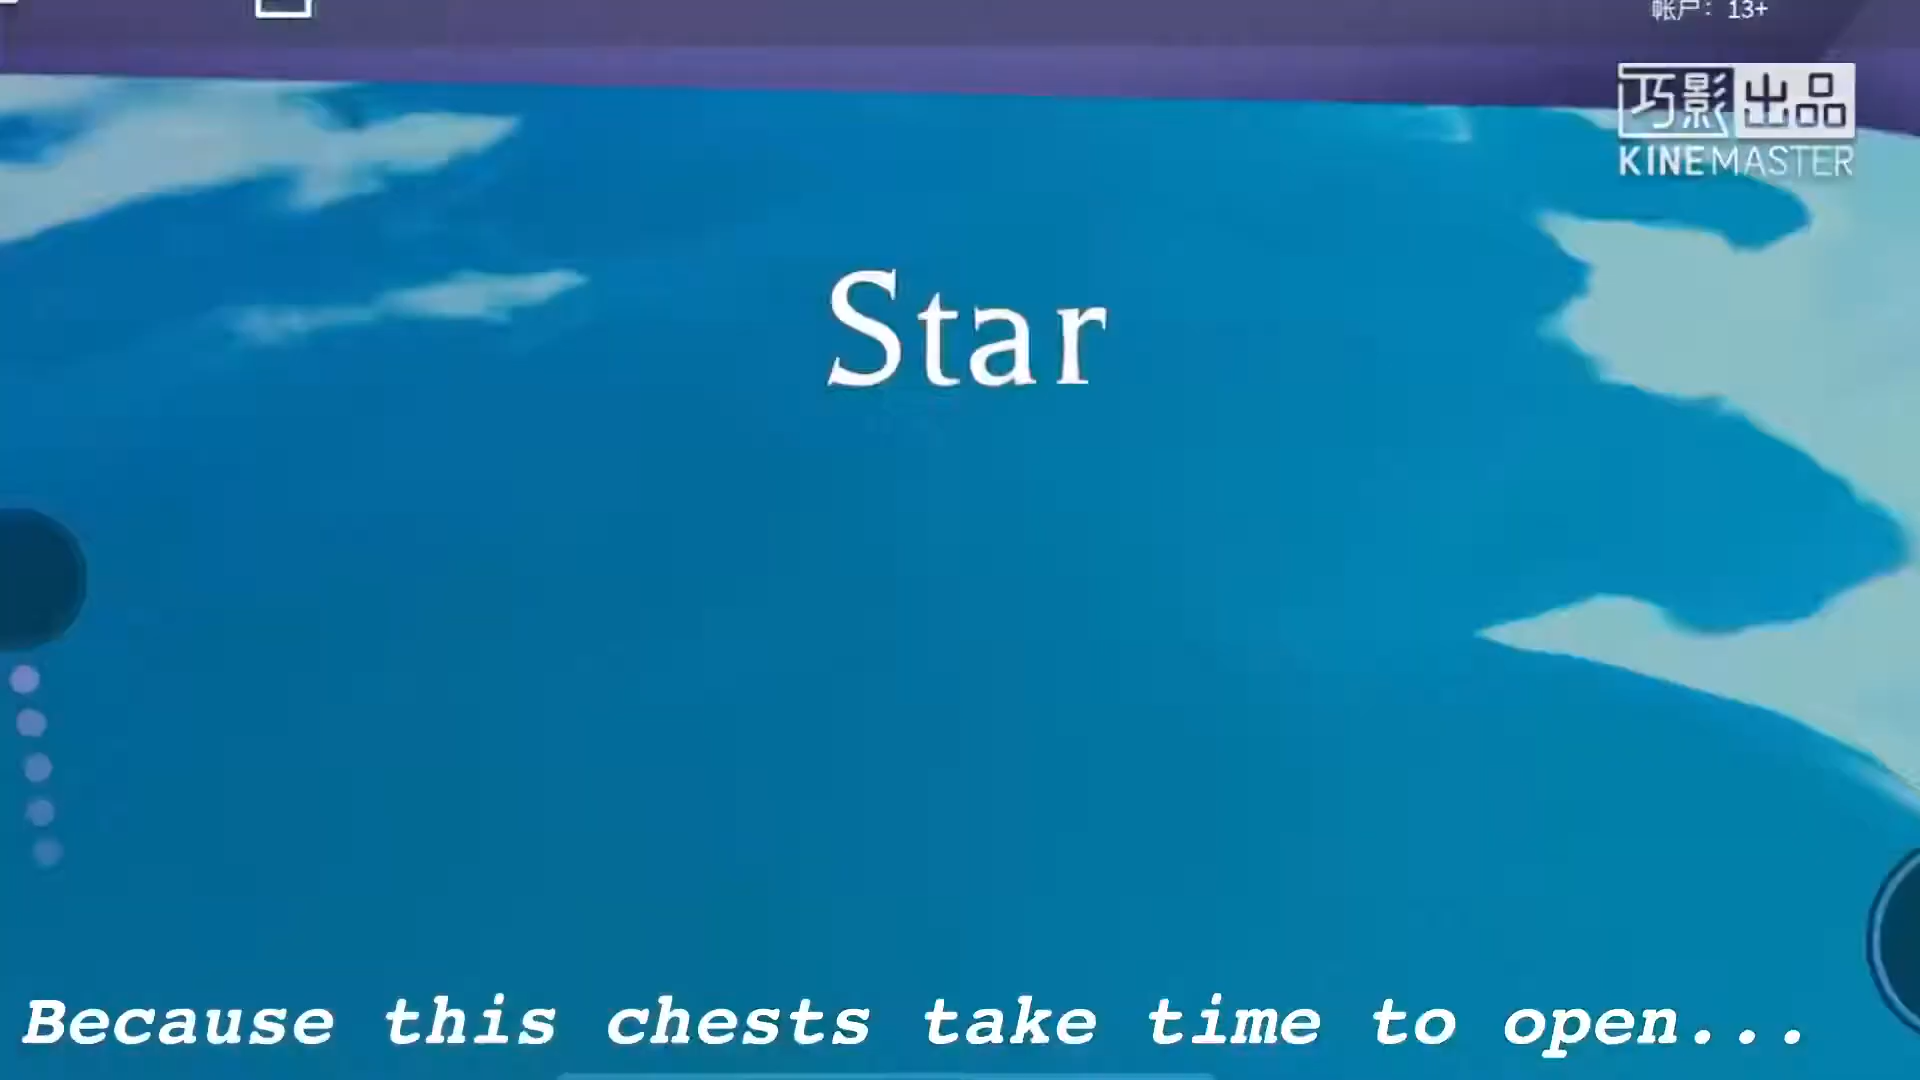 帐户: 13+
巧影出品
KINEMASTER
Star
Because this chests take time to open...